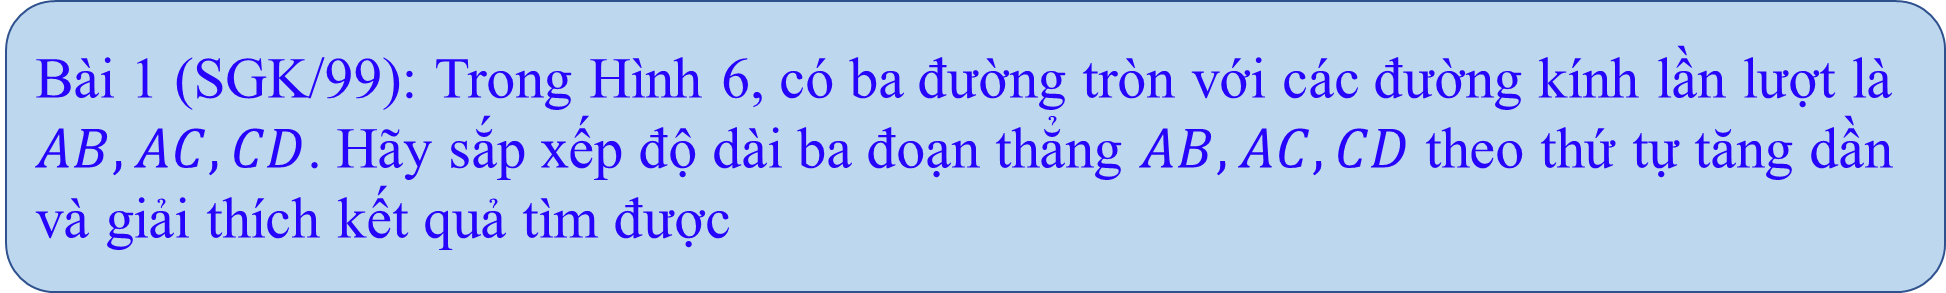 Bài 1 (SGK/99): Trong Hình 6, có ba đường tròn với các đường kính lần lượt là
𝐴𝐵, 𝐴𝐶, 𝐶𝐷. Hãy sắp xếp độ dài ba đoạn thẳng 𝐴𝐵, 𝐴𝐶, 𝐶𝐷 theo thứ tự tăng dần
và giải thích kết quả tìm được